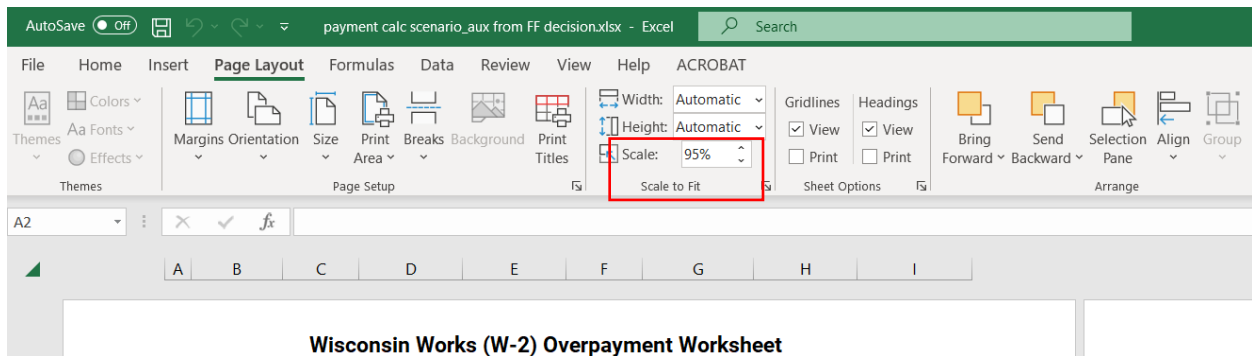 AutoSave Off payment calc scenario_aux from FF decision.xlsx - Excel Search
File Home Insert Page Layout Formulas Data Review View Help ACROBAT
Aa Colors Width: Automatic Gridlines Headings
Aa Fonts Height: Automatic View View
Themes Effects Margins Orientation Size Print Area Breaks Background Print Titles Scale: 95% Print Print Bring Forward Send Backward Selection Pane Align Group
Themes Page Setup Scale to Fit Sheet Options Arrange
A2 fx
A B C D E F G H I
Wisconsin Works (W-2) Overpayment Worksheet